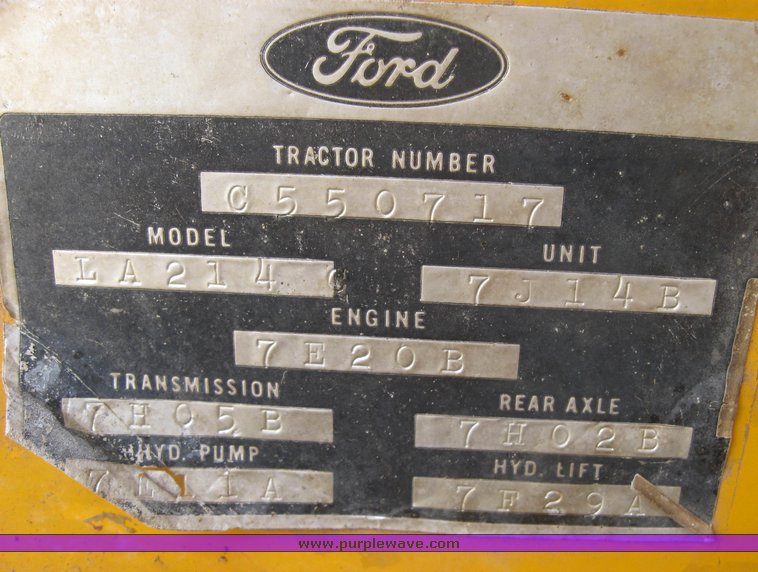 Ford
TRACTOR NUMBER
C550717
MODEL
UNIT
LA214 C
7J14B
ENGINE
7E20B
TRANSMISSION
REAR AXLE
7H05B
7H02B
HYD. PUMP
HYD. LIFT
7F29A
www.purplewave.com